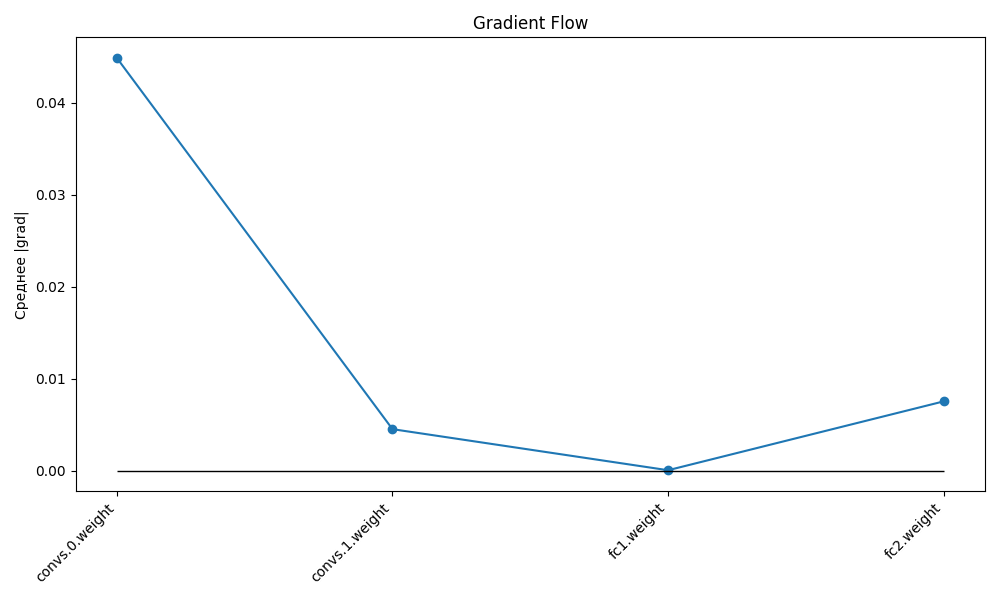 Gradient Flow
Среднее |grad|
0.04
0.03
0.02
0.01
0.00
convs.0.weight
convs.1.weight
fc1.weight
fc2.weight